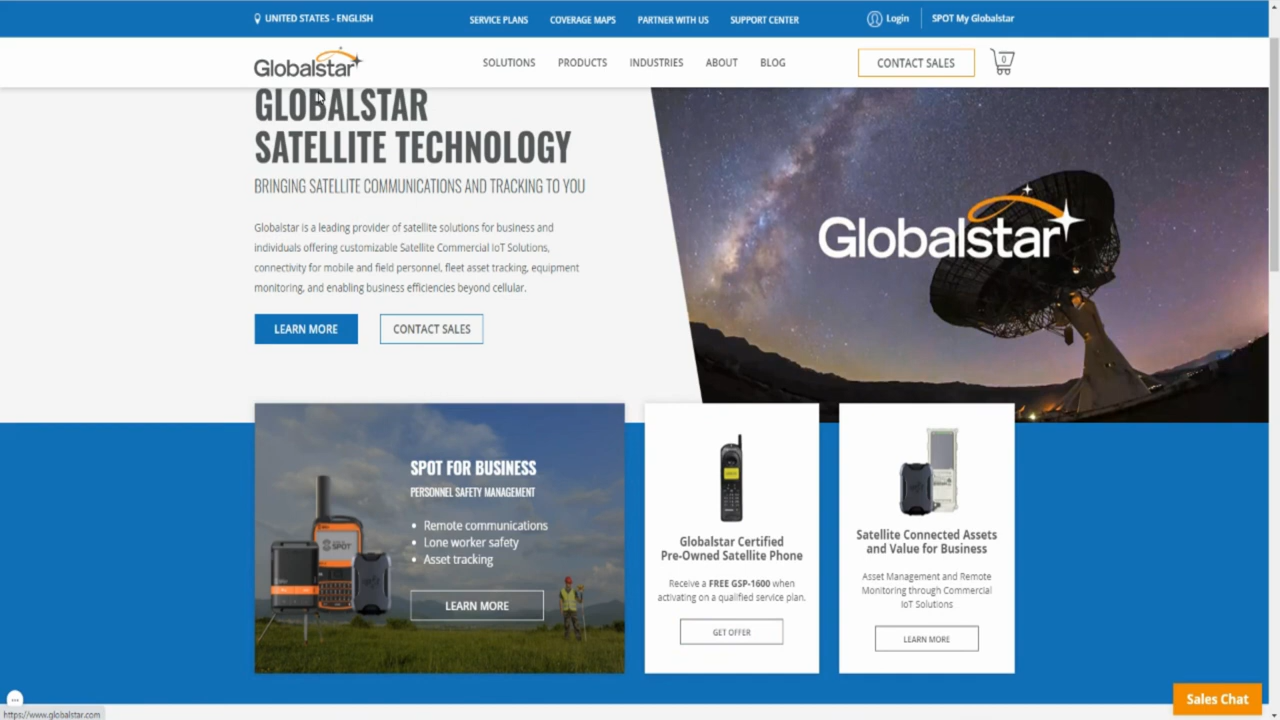 UNITED STATES - ENGLISH
SERVICE PLANS
COVERAGE MAPS
PARTNER WITH US
SUPPORT CENTER
Login
SPOT My Globalstar
Globalstar
SOLUTIONS
PRODUCTS
INDUSTRIES
ABOUT
BLOG
CONTACT SALES
0
GLOBALSTAR
SATELLITE TECHNOLOGY
BRINGING SATELLITE COMMUNICATIONS AND TRACKING TO YOU
Globalstar is a leading provider of satellite solutions for business and
individuals offering customizable Satellite Commercial IoT Solutions,
connectivity for mobile and field personnel, fleet asset tracking, equipment
monitoring, and enabling business efficiencies beyond cellular.
LEARN MORE
CONTACT SALES
Globalstar
SPOT FOR BUSINESS
PERSONNEL SAFETY MANAGEMENT
• Remote communications
• Lone worker safety
• Asset tracking
LEARN MORE
SPOT
Globalstar Certified
Pre-Owned Satellite Phone
Receive a FREE GSP-1600 when
activating on a qualified service plan.
GET OFFER
Satellite Connected Assets
and Value for Business
Asset Management and Remote
Monitoring through Commercial
IoT Solutions
LEARN MORE
Sales Chat
https://www.globalstar.com